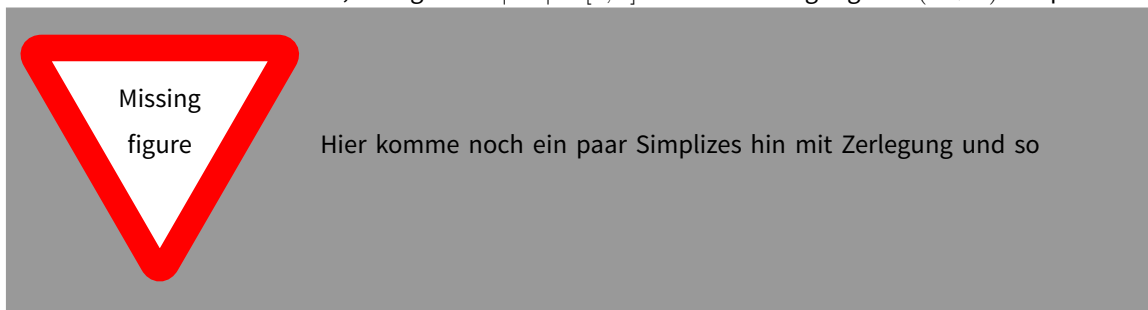 Missing
figure
Hier komme noch ein paar Simplizes hin mit Zerlegung und so